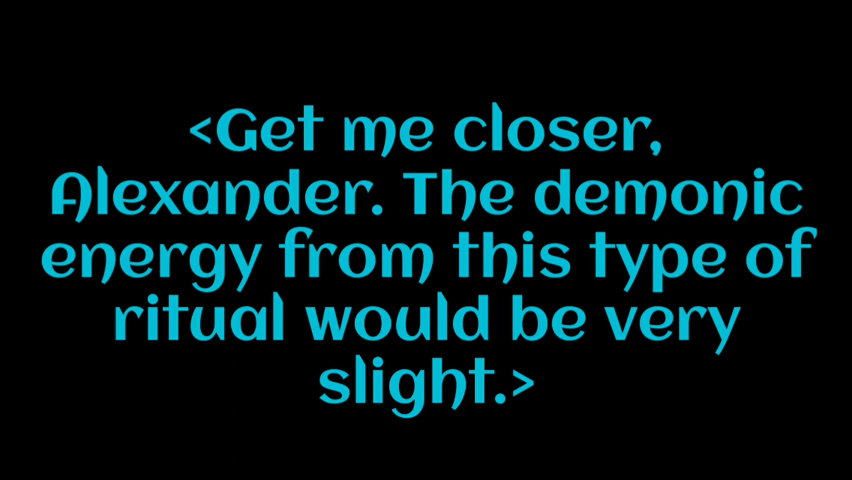 <Get me closer,
Alexander. The demonic
energy from this type of
ritual would be very
slight.>